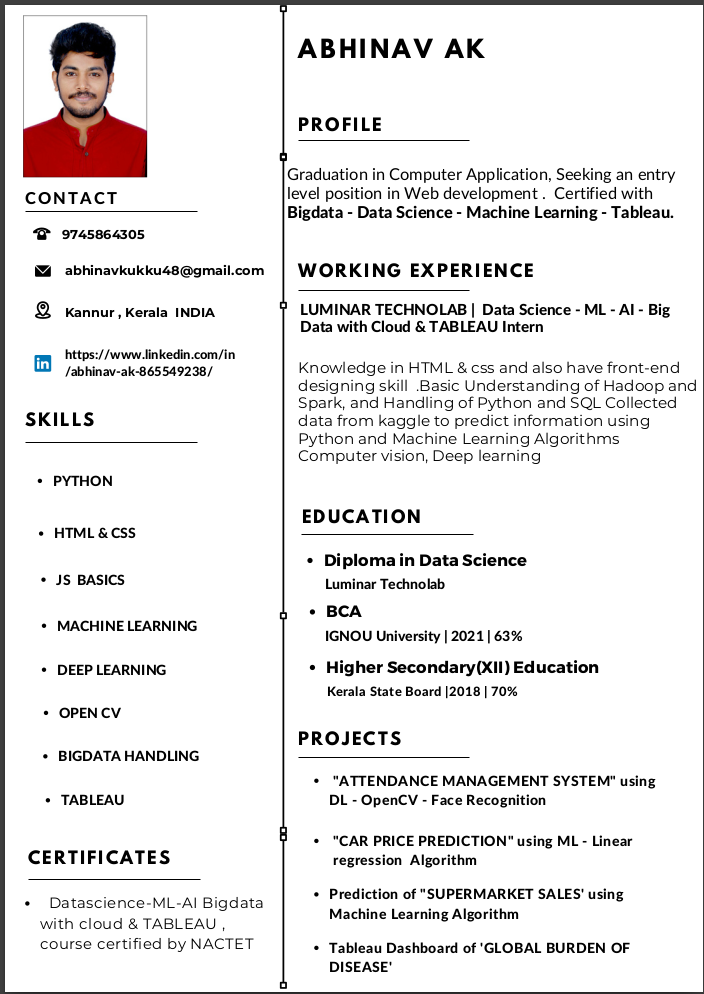 ABHINAV AK
CONTACT
9745864305
abhinavkukku48@gmail.com
Kannur , Kerala INDIA
in
https://www.linkedin.com/in
/abhinav-ak-865549238/
SKILLS
• PYTHON
• HTML & CSS
• JS BASICS
• MACHINE LEARNING
• DEEP LEARNING
• OPEN CV
• BIGDATA HANDLING
• TABLEAU
CERTIFICATES
• Datascience-ML-AI Bigdata
with cloud & TABLEAU ,
course certified by NACTET
PROFILE
Graduation in Computer Application, Seeking an entry
level position in Web development . Certified with
Bigdata - Data Science - Machine Learning - Tableau.
WORKING EXPERIENCE
LUMINAR TECHNOLAB | Data Science - ML - AI - Big
Data with Cloud & TABLEAU Intern
Knowledge in HTML & css and also have front-end
designing skill .Basic Understanding of Hadoop and
Spark, and Handling of Python and SQL Collected
data from kaggle to predict information using
Python and Machine Learning Algorithms
Computer vision, Deep learning
EDUCATION
• Diploma in Data Science
Luminar Technolab
• BCA
IGNOU University | 2021 | 63%
• Higher Secondary(XII) Education
Kerala State Board |2018 | 70%
PROJECTS
• "ATTENDANCE MANAGEMENT SYSTEM" using
DL - OpenCV - Face Recognition
• "CAR PRICE PREDICTION" using ML - Linear
regression Algorithm
• Prediction of "SUPERMARKET SALES' using
Machine Learning Algorithm
• Tableau Dashboard of 'GLOBAL BURDEN OF
DISEASE'